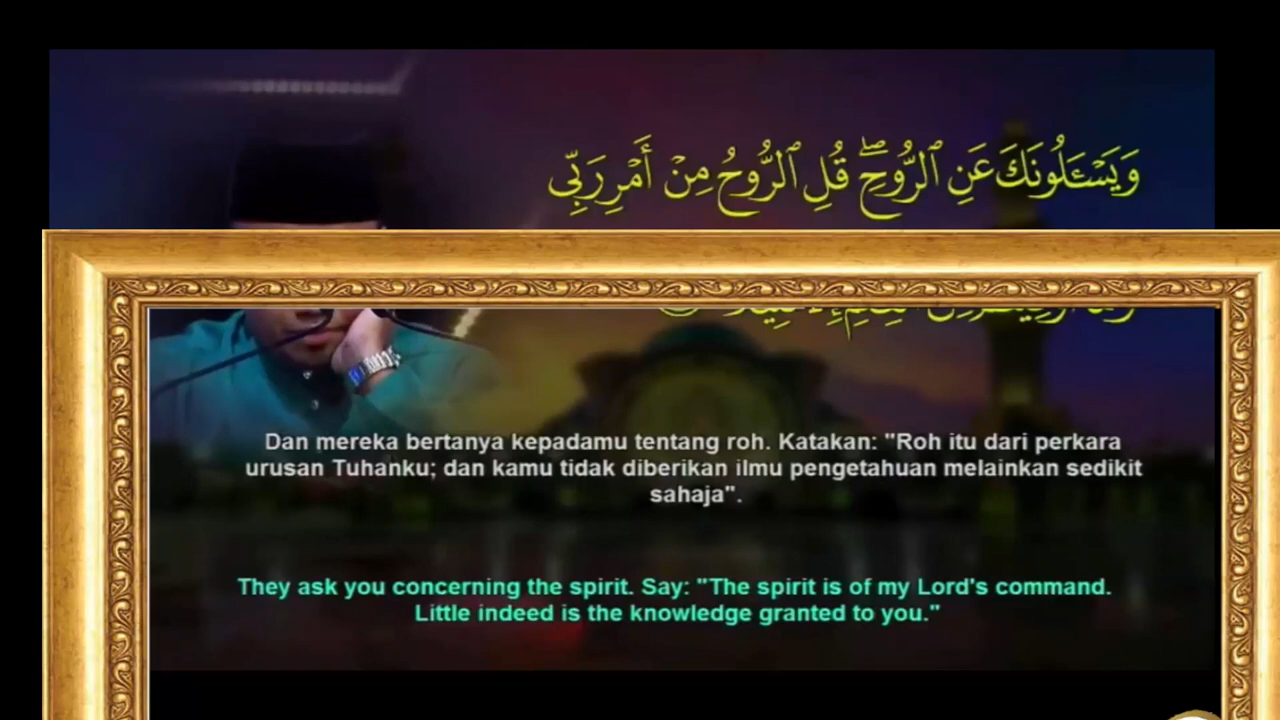 وَيَسْـَٔلُونَكَ عَنِ ٱلرُّوحِ ۖ قُلِ ٱلرُّوحُ مِنْ أَمْرِ رَبِّى
Dan mereka bertanya kepadamu tentang roh. Katakan: "Roh itu dari perkara
urusan Tuhanku; dan kamu tidak diberikan ilmu pengetahuan melainkan sedikit
sahaja".
They ask you concerning the spirit. Say: "The spirit is of my Lord's command.
Little indeed is the knowledge granted to you."